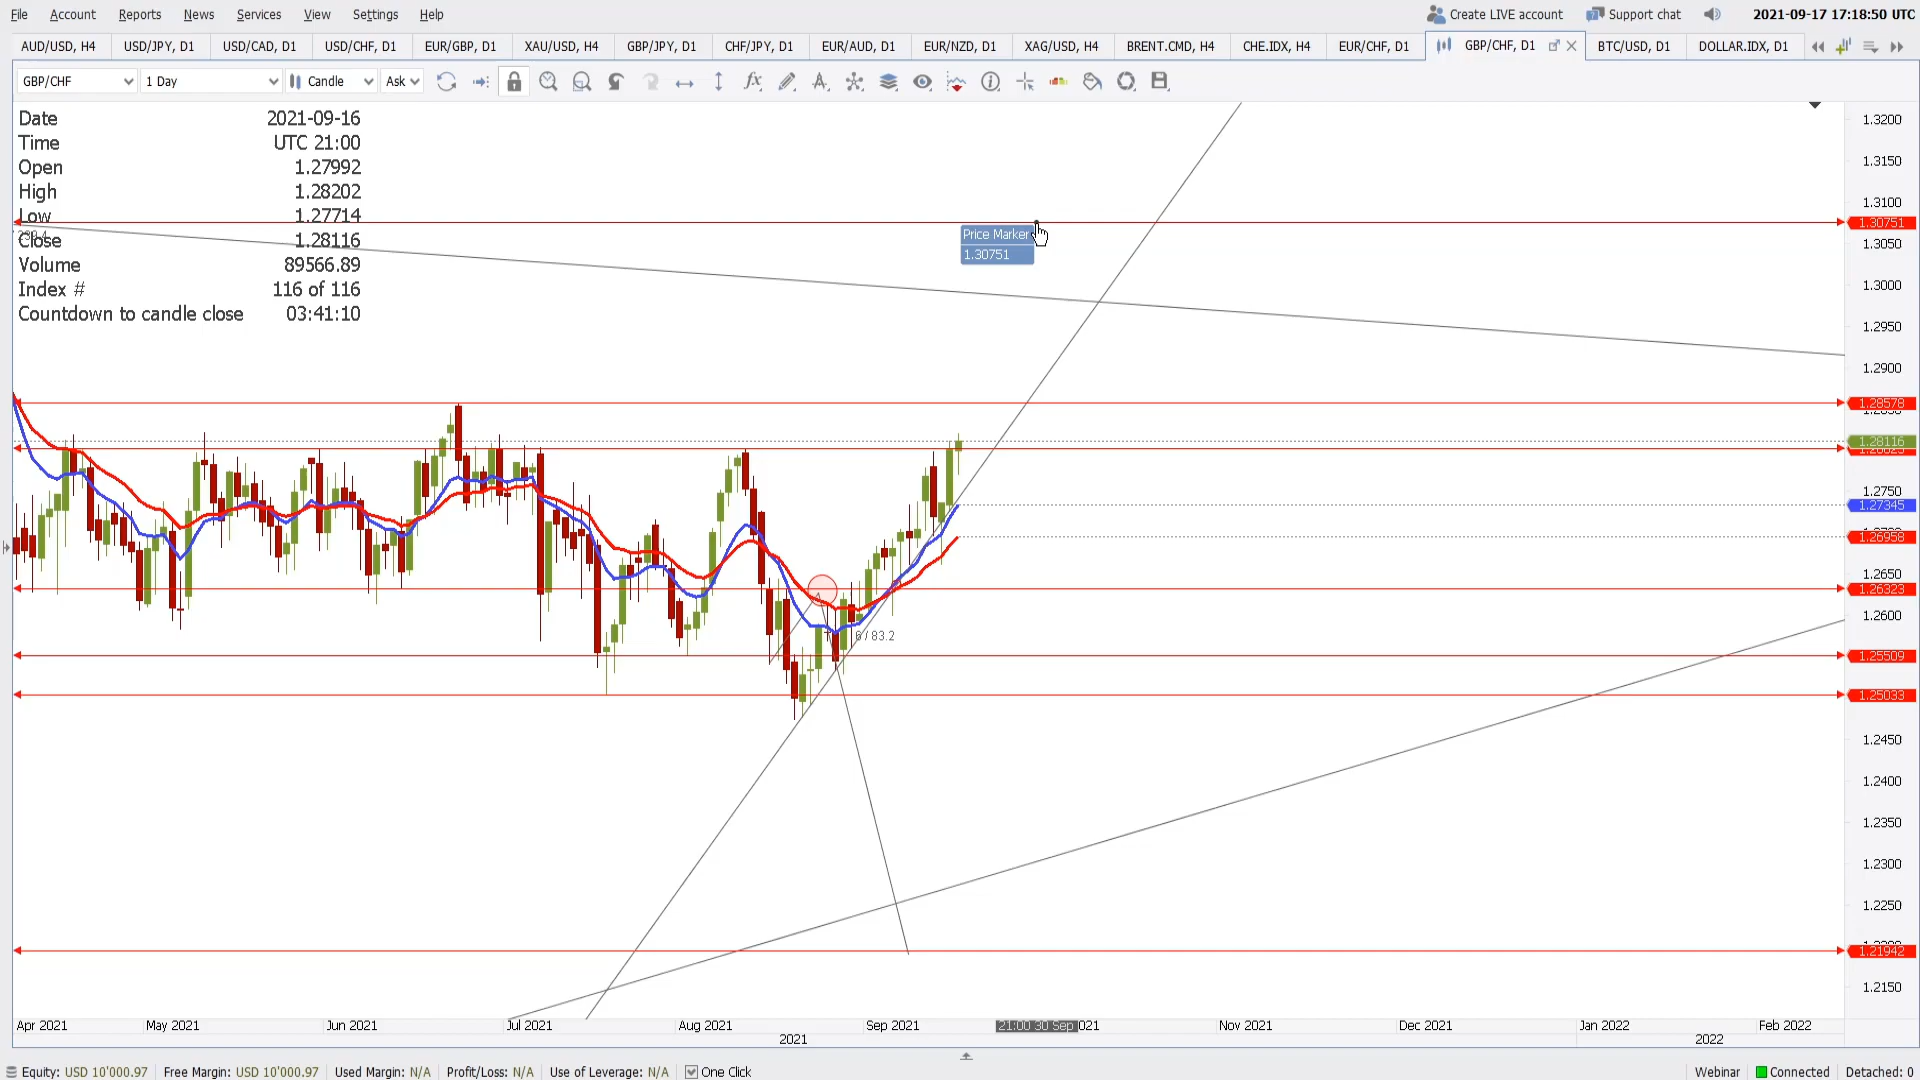 File Account Reports News Services View Settings Help Create LIVE account Support chat 2021-09-17 17:18:50 UTC
AUD/USD, H4 USD/JPY, D1 USD/CAD, D1 USD/CHF, D1 EUR/GBP, D1 XAU/USD, H4 GBP/JPY, D1 CHF/JPY, D1 EUR/AUD, D1 EUR/NZD, D1 XAG/USD, H4 BRENT.CMD, H4 CHE.IDX, H4 EUR/CHF, D1 GBP/CHF, D1 BTC/USD, D1 DOLLAR.IDX, D1
GBP/CHF 1 Day Candle Ask
Date 2021-09-16
Time UTC 21:00
Open 1.27992
High 1.28202
Low 1.27714
Close 1.28116
Volume 89566.89
Index # 116 of 116
Countdown to candle close 03:41:10
Price Marker
1.30751
6 / 83.2
1.3200
1.3150
1.3100
1.30751
1.3050
1.3000
1.2950
1.2900
1.28578
1.28116
1.2750
1.27345
1.26958
1.2650
1.26323
1.2600
1.25509
1.25033
1.2450
1.2400
1.2350
1.2300
1.2250
1.21942
1.2150
Apr 2021 May 2021 Jun 2021 Jul 2021 Aug 2021 Sep 2021 21:00 30 Sep 021 Nov 2021 Dec 2021 Jan 2022 Feb 2022
2021 2022
Equity: USD 10'000.97 Free Margin: USD 10'000.97 Used Margin: N/A Profit/Loss: N/A Use of Leverage: N/A One Click Webinar Connected Detached: 0